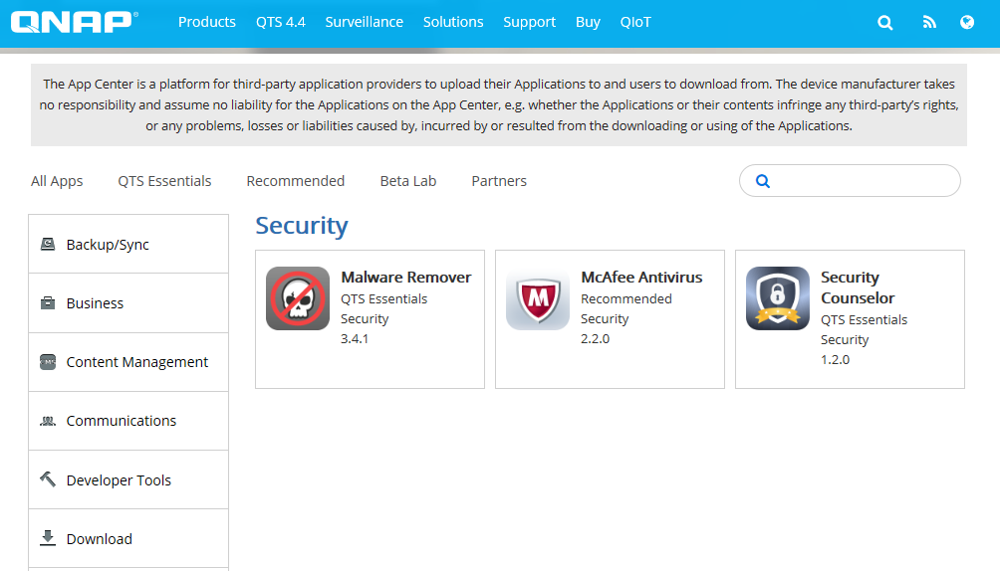 QNAP
Products QTS 4.4 Surveillance Solutions Support Buy QIoT
The App Center is a platform for third-party application providers to upload their Applications to and users to download from. The device manufacturer takes
no responsibility and assume no liability for the Applications on the App Center, e.g. whether the Applications or their contents infringe any third-party's rights,
or any problems, losses or liabilities caused by, incurred by or resulted from the downloading or using of the Applications.
All Apps QTS Essentials Recommended Beta Lab Partners
Backup/Sync
Business
Content Management
Communications
Developer Tools
Download
Security
Malware Remover
QTS Essentials
Security
3.4.1
McAfee Antivirus
Recommended
Security
2.2.0
Security
Counselor
QTS Essentials
Security
1.2.0